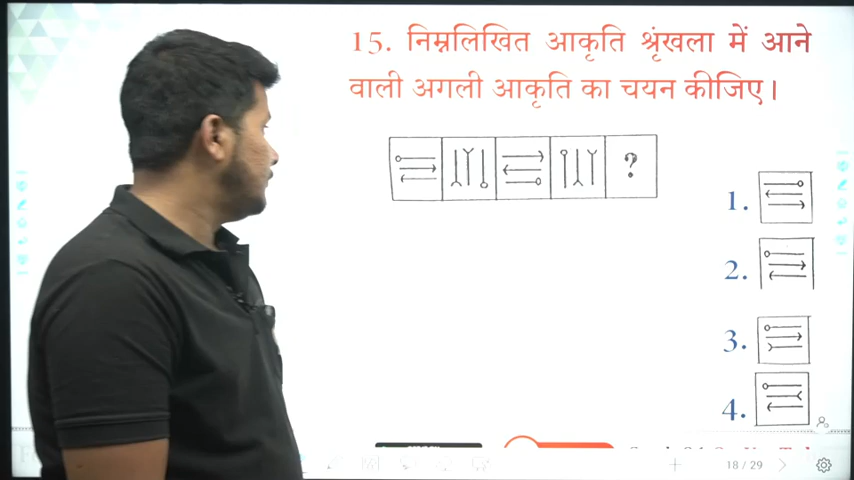 15. निम्नलिखित आकृति श्रृंखला में आने
वाली अगली आकृति का चयन कीजिए।
?
1.
2.
3.
4.
18 / 29